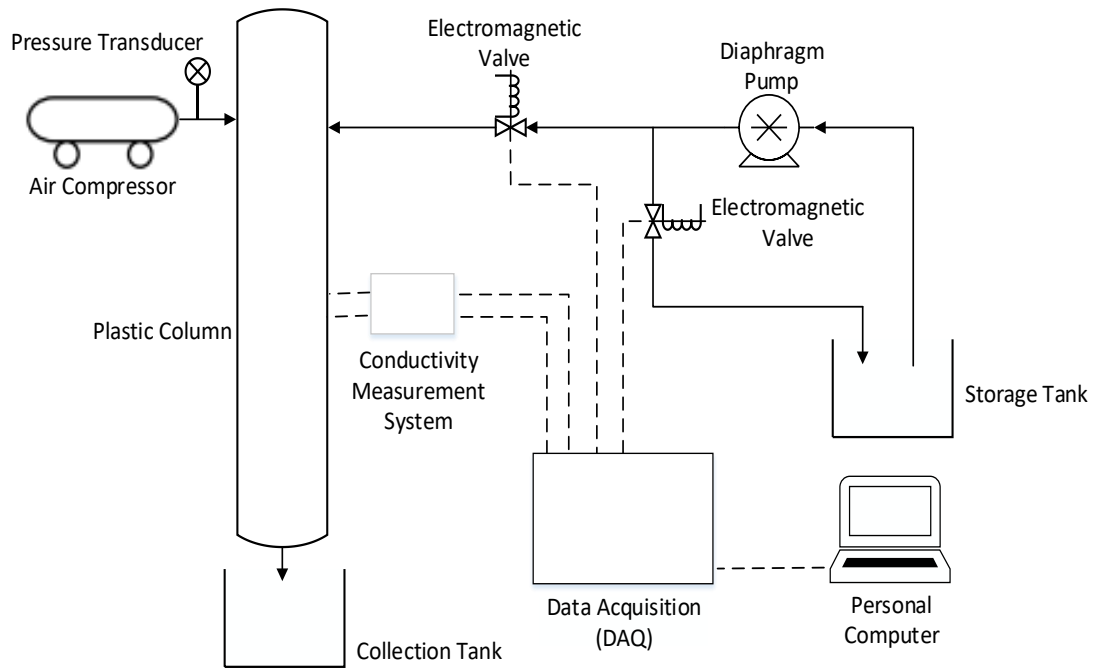 Pressure Transducer
Air Compressor
Electromagnetic
Valve
Diaphragm
Pump
Electromagnetic
Valve
Plastic Column
Conductivity
Measurement
System
Storage Tank
Data Acquisition
(DAQ)
Personal
Computer
Collection Tank